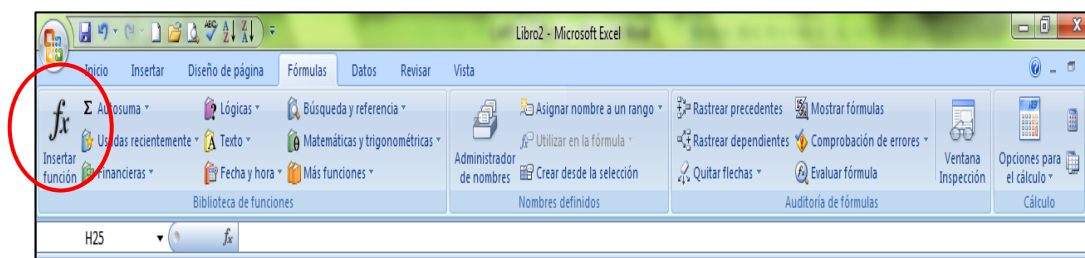 Libro2 - Microsoft Excel
Inicio Insertar Diseño de página Fórmulas Datos Revisar Vista
fx Σ Autosuma Lógicas Búsqueda y referencia Asignar nombre a un rango Rastrear precedentes Mostrar fórmulas
Usadas recientemente Texto Matemáticas y trigonométricas Utilizar en la fórmula Rastrear dependientes Comprobación de errores
Insertar función Financieras Fecha y hora Más funciones Administrador de nombres Crear desde la selección Quitar flechas Evaluar fórmula Ventana Inspección Opciones para el cálculo
Biblioteca de funciones Nombres definidos Auditoría de fórmulas Cálculo
H25 fx